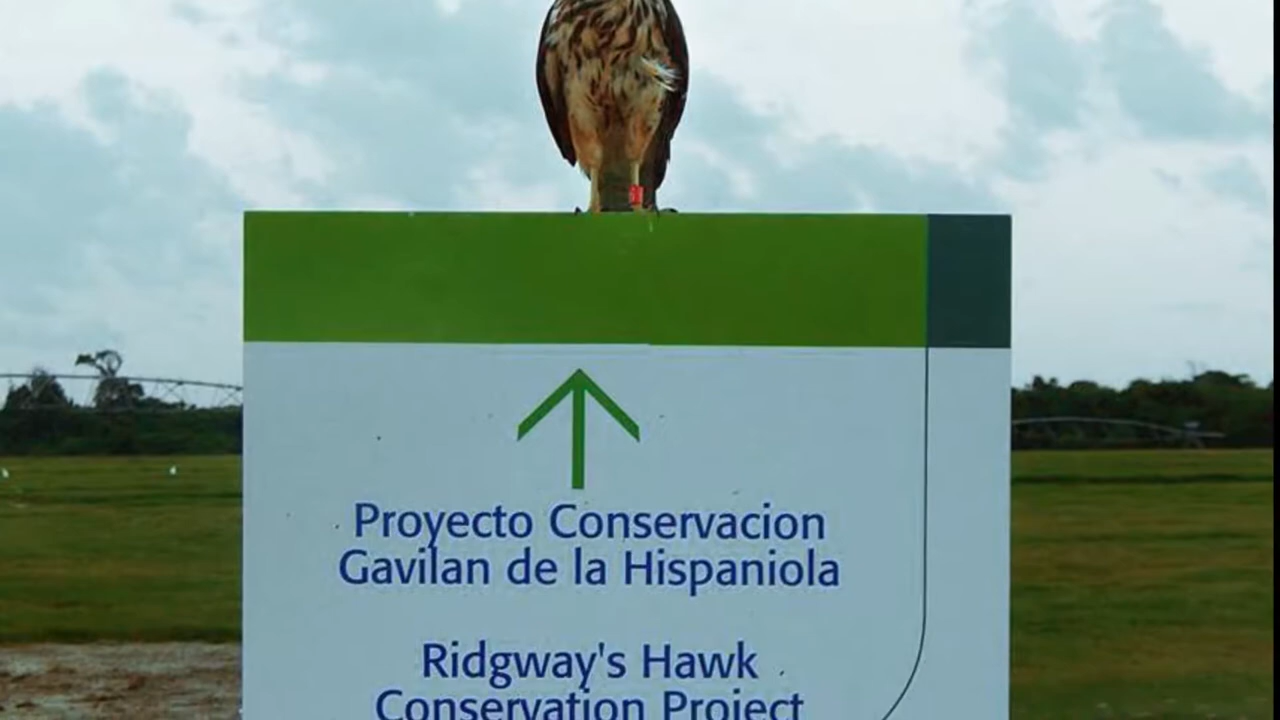 Proyecto Conservacion
Gavilan de la Hispaniola
Ridgway's Hawk
Conservation Project